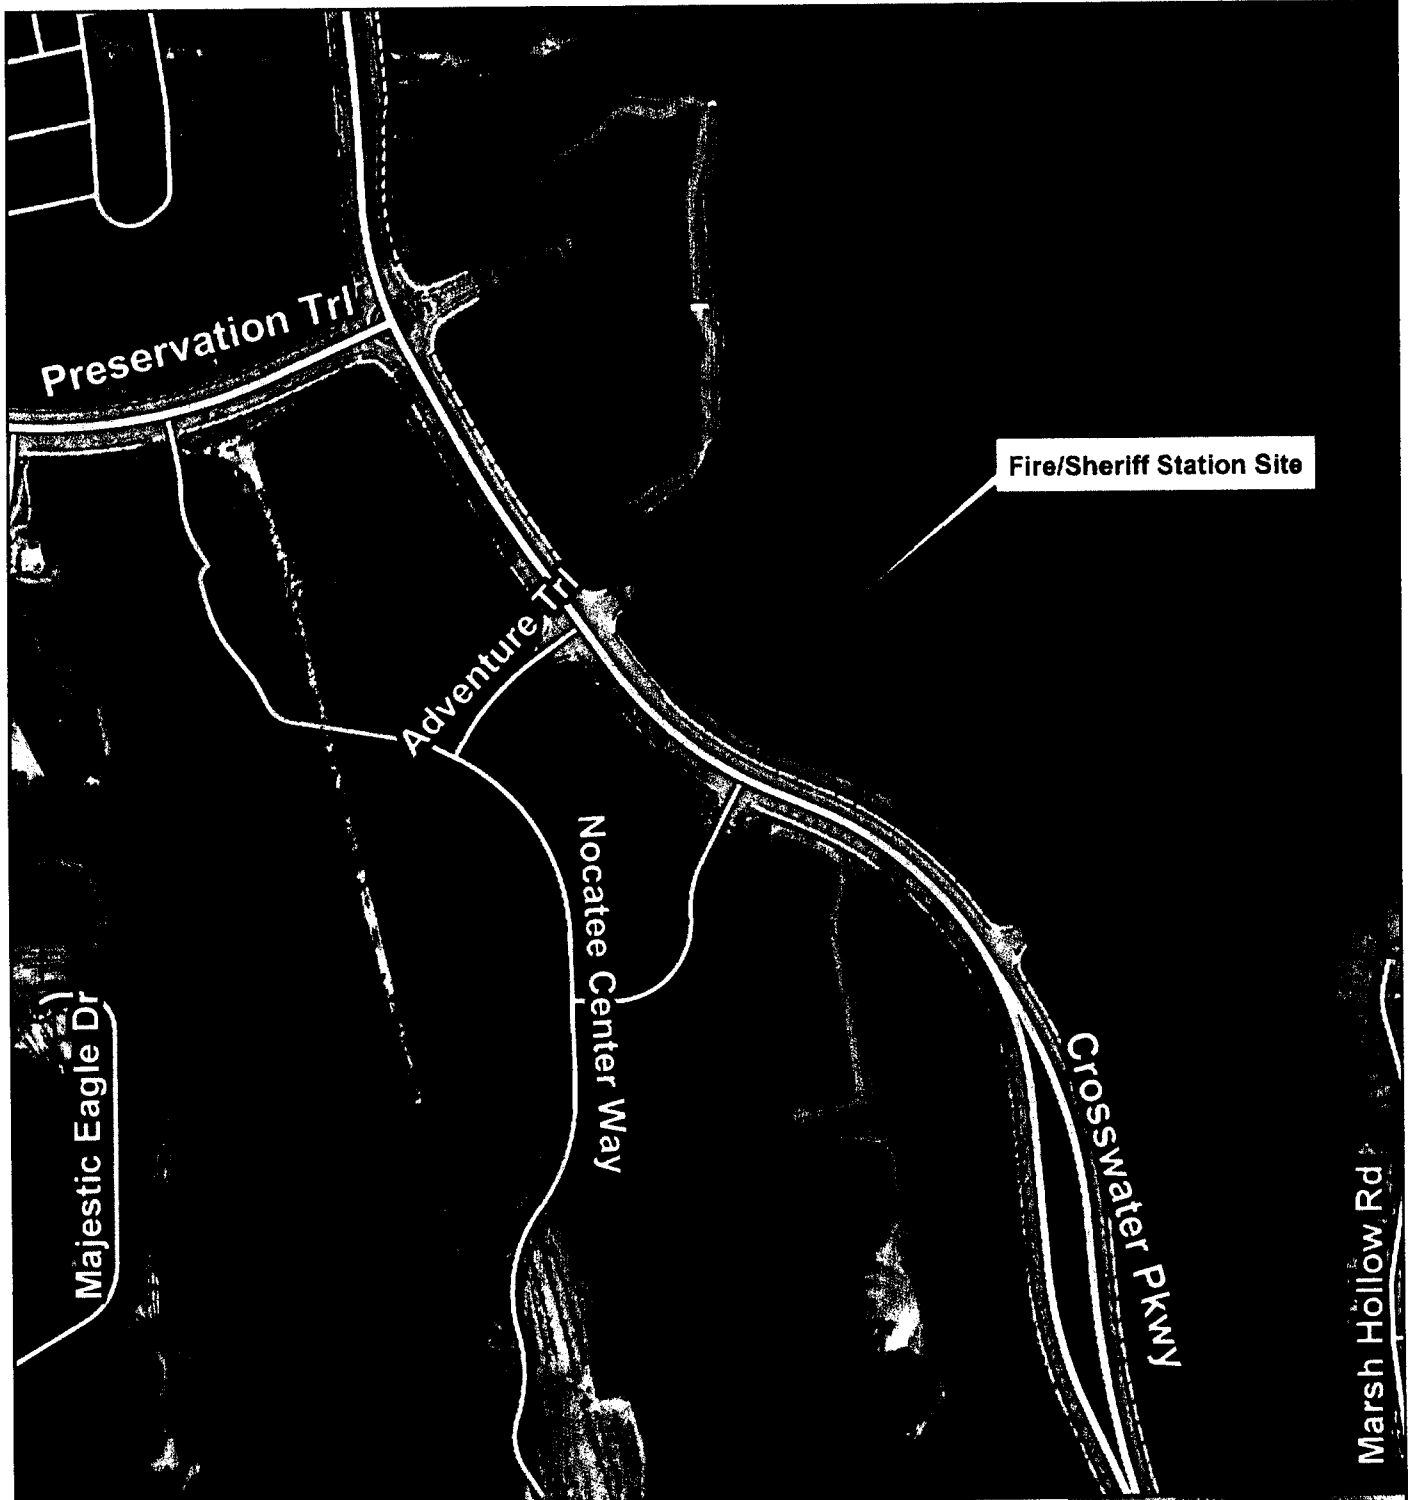 Preservation Trl
Fire/Sheriff Station Site
Adventure Trl
Nocatee Center Way
Majestic Eagle Dr
Crosswater Pkwy
Marsh Hollow Rd